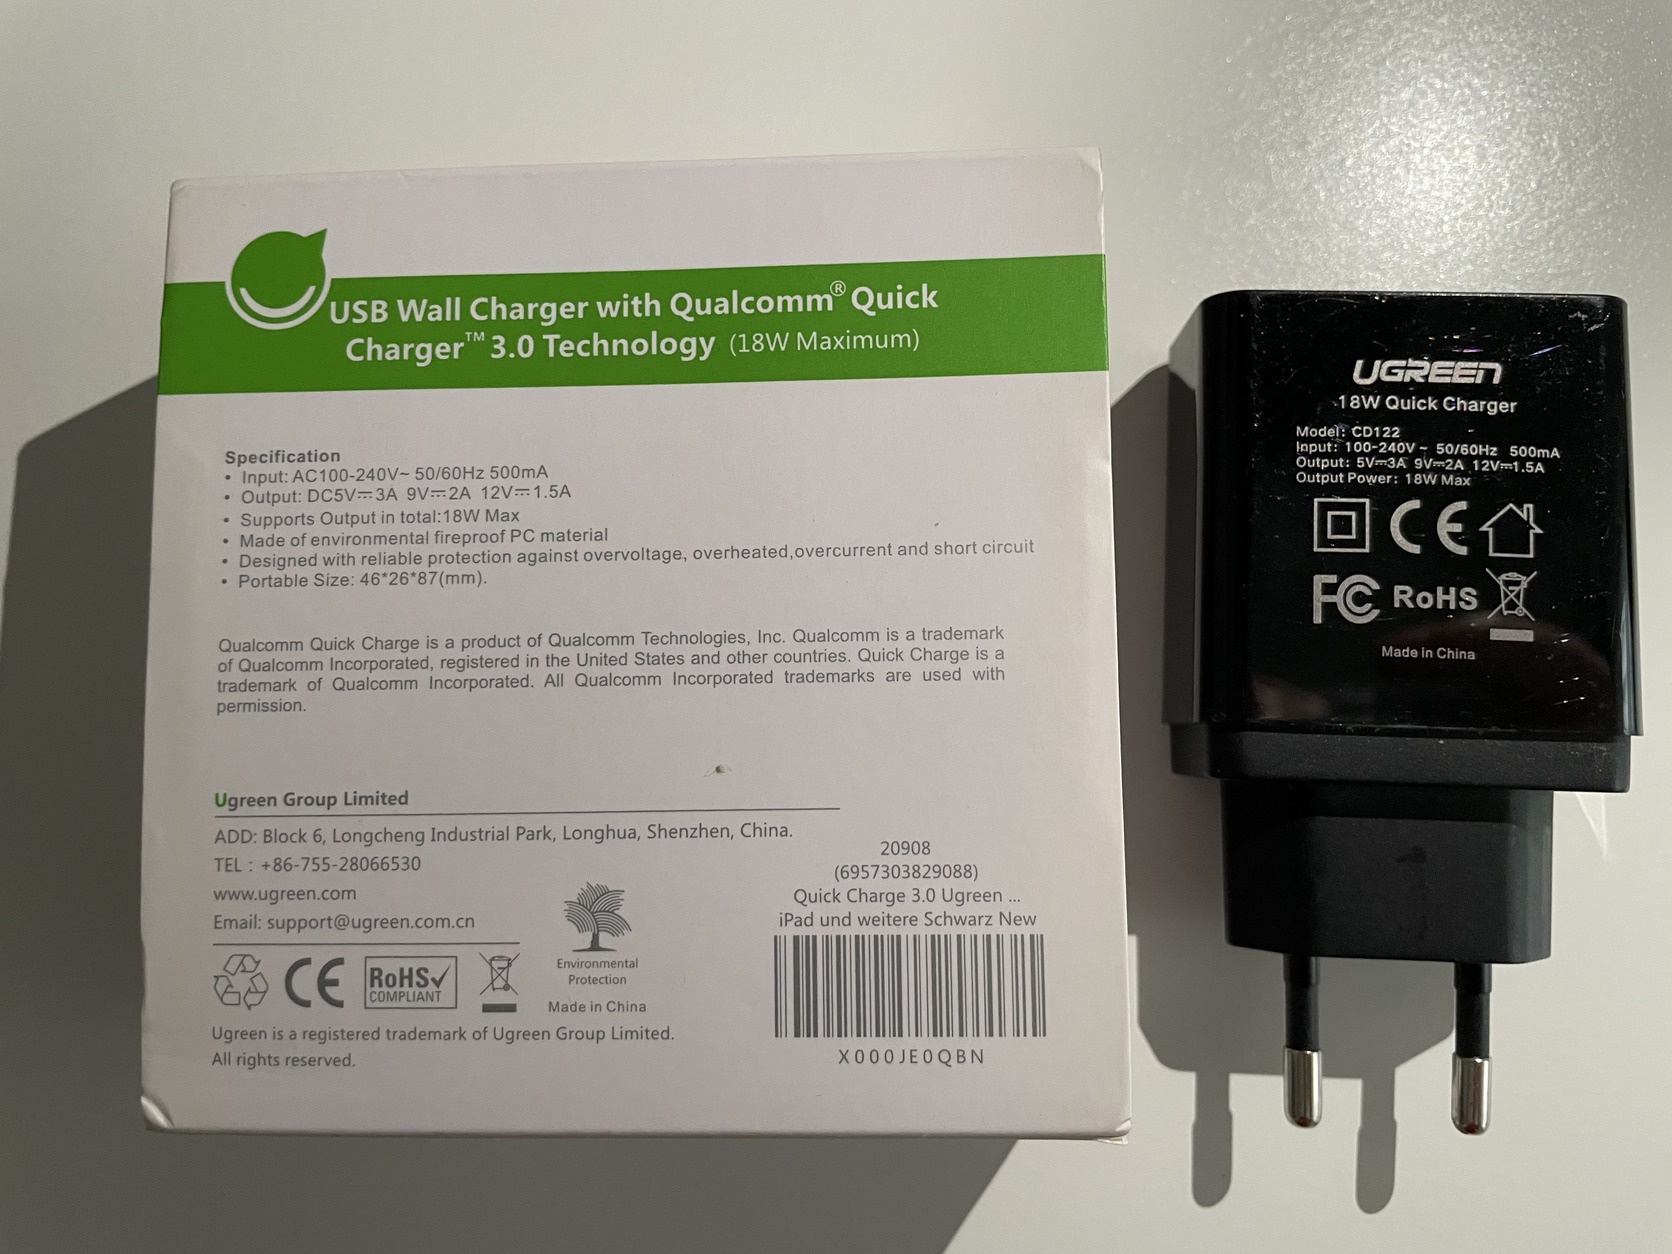 USB Wall Charger with Qualcomm® Quick
Charger™ 3.0 Technology (18W Maximum)
Specification
• Input: AC100-240V~ 50/60Hz 500mA
• Output: DC5V⎓3A 9V⎓2A 12V⎓1.5A
• Supports Output in total:18W Max
• Made of environmental fireproof PC material
• Designed with reliable protection against overvoltage, overheated,overcurrent and short circuit
• Portable Size: 46*26*87(mm).
Qualcomm Quick Charge is a product of Qualcomm Technologies, Inc. Qualcomm is a trademark
of Qualcomm Incorporated, registered in the United States and other countries. Quick Charge is a
trademark of Qualcomm Incorporated. All Qualcomm Incorporated trademarks are used with
permission.
Ugreen Group Limited
ADD: Block 6, Longcheng Industrial Park, Longhua, Shenzhen, China.
TEL : +86-755-28066530
www.ugreen.com
Email: support@ugreen.com.cn
CE
RoHS✓
COMPLIANT
Environmental
Protection
Made in China
Ugreen is a registered trademark of Ugreen Group Limited.
All rights reserved.
20908
(6957303829088)
Quick Charge 3.0 Ugreen ...
iPad und weitere Schwarz New
X000JE0QBN
UGREEN
18W Quick Charger
Model: CD122
Input: 100-240V~ 50/60Hz 500mA
Output: 5V⎓3A 9V⎓2A 12V⎓1.5A
Output Power: 18W Max
CE
FC RoHS
Made in China